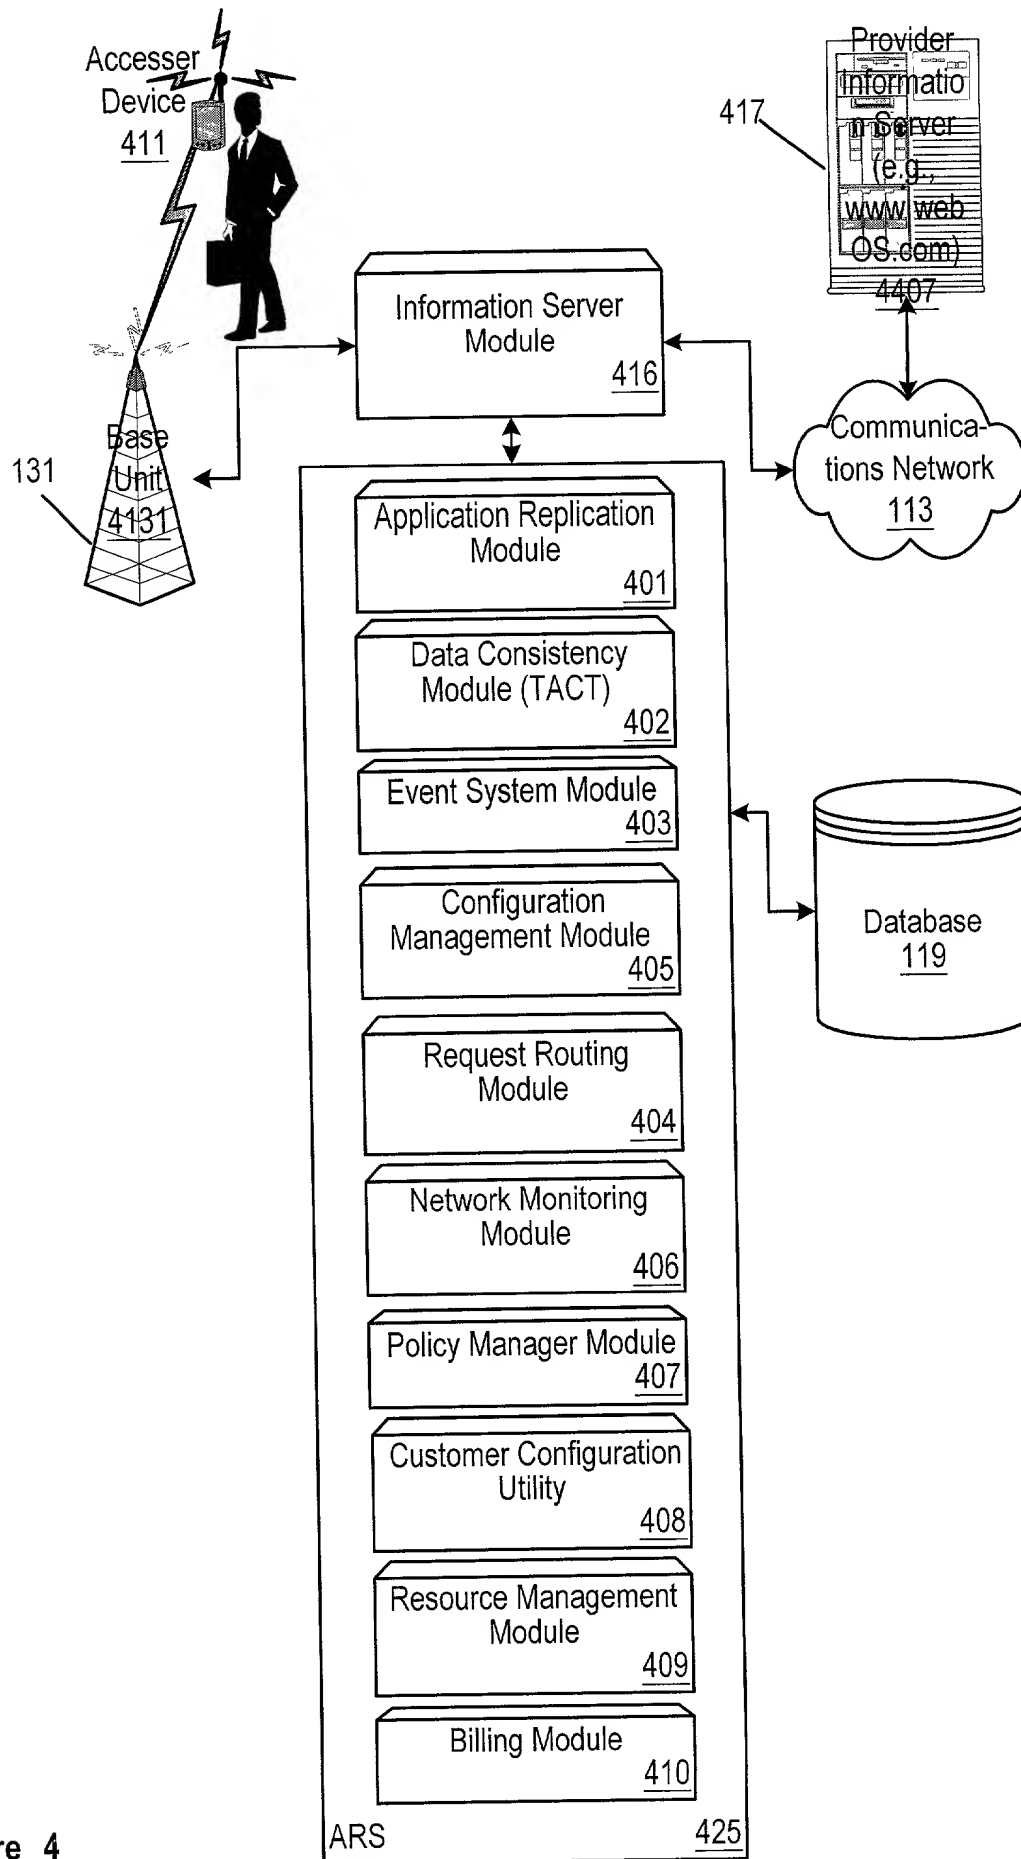 Accesser
Device
411
Provider
Informatio
n Server
(e.g.,
www.web
OS.com)
4407
417
Information Server
Module
416
Base
Unit
4131
131
Communica-
tions Network
113
Application Replication
Module
401
Data Consistency
Module (TACT)
402
Event System Module
403
Configuration
Management Module
405
Database
119
Request Routing
Module
404
Network Monitoring
Module
406
Policy Manager Module
407
Customer Configuration
Utility
408
Resource Management
Module
409
Billing Module
410
ARS
425
re 4